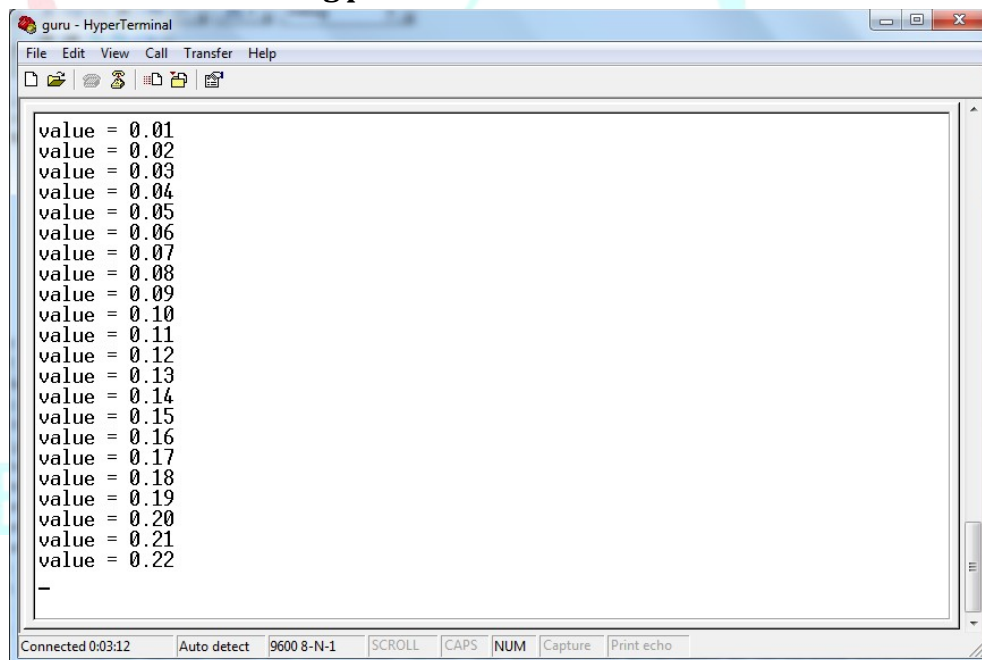 guru - HyperTerminal
File Edit View Call Transfer Help
value = 0.01
value = 0.02
value = 0.03
value = 0.04
value = 0.05
value = 0.06
value = 0.07
value = 0.08
value = 0.09
value = 0.10
value = 0.11
value = 0.12
value = 0.13
value = 0.14
value = 0.15
value = 0.16
value = 0.17
value = 0.18
value = 0.19
value = 0.20
value = 0.21
value = 0.22
_
Connected 0:03:12 Auto detect 9600 8-N-1 SCROLL CAPS NUM Capture Print echo